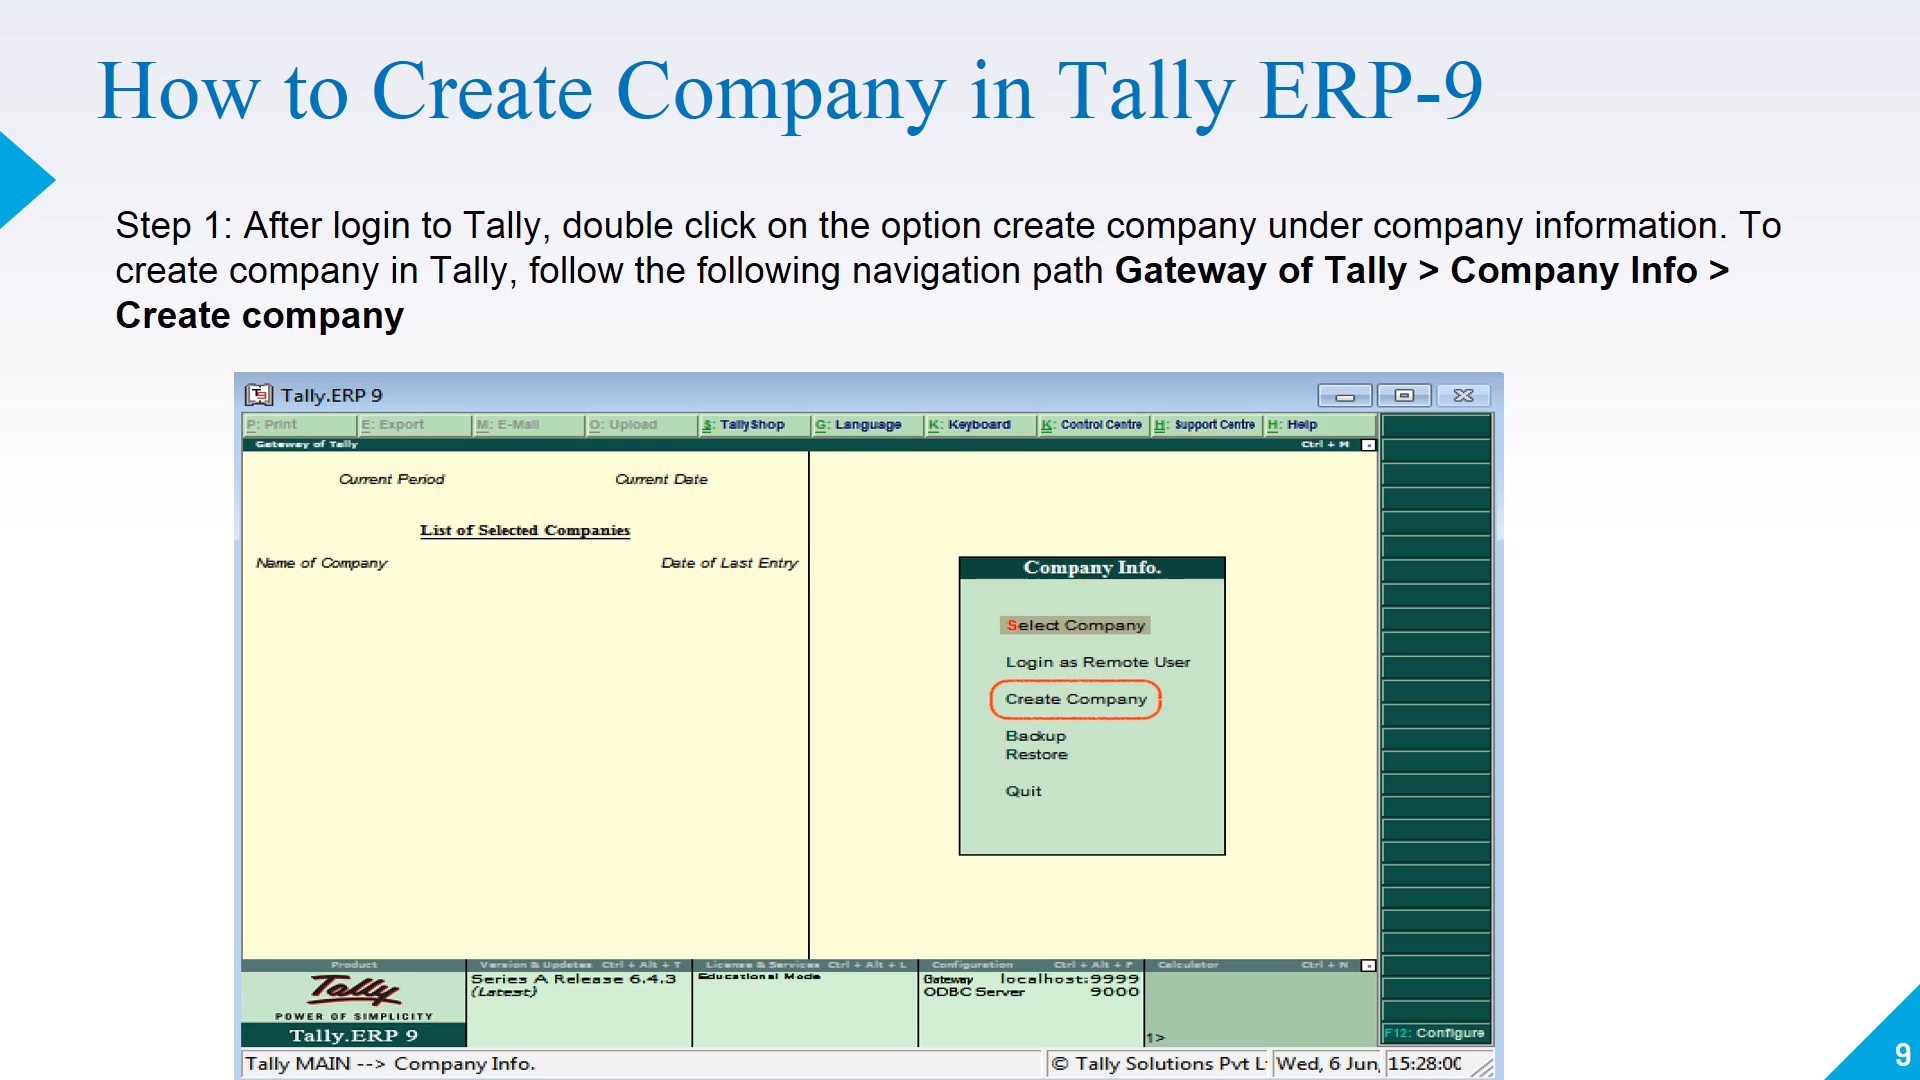 How to Create Company in Tally ERP-9
Step 1: After login to Tally, double click on the option create company under company information. To
create company in Tally, follow the following navigation path Gateway of Tally > Company Info >
Create company
Tally.ERP 9
P: Print E: Export M: E-Mail O: Upload S: TallyShop G: Language K: Keyboard K: Control Centre H: Support Centre H: Help
Gateway of Tally Ctrl + M
Current Period Current Date
List of Selected Companies
Name of Company Date of Last Entry
Company Info.
Select Company
Login as Remote User
Create Company
Backup
Restore
Quit
Product Version & Updates Ctrl + Alt + T License & Services Ctrl + Alt + L Configuration Ctrl + Alt + F Calculator Ctrl + N
Tally
POWER OF SIMPLICITY
Tally.ERP 9
Series A Release 6.4.3
(Latest)
Educational Mode
Gateway localhost:9999
ODBC Server 9000
1>
F12: Configure
Tally MAIN --> Company Info. © Tally Solutions Pvt L Wed, 6 Jun, 15:28:00
9